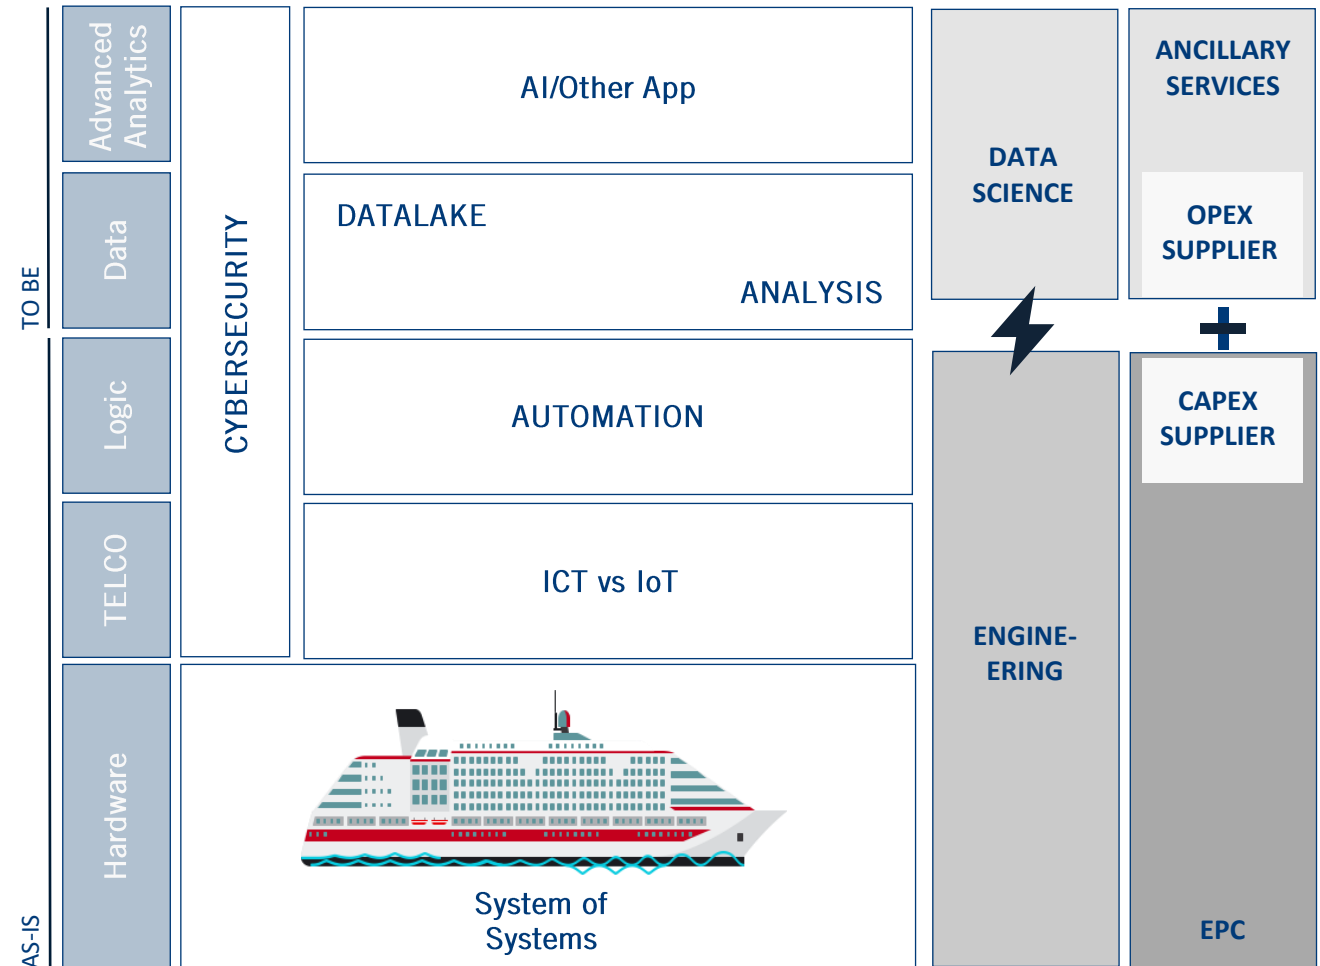 TO BE
AS-IS
Advanced
Analytics
Data
Logic
TELCO
Hardware
CYBERSECURITY
AI/Other App
DATALAKE
ANALYSIS
AUTOMATION
ICT vs IoT
System of
Systems
DATA
SCIENCE
ENGINE-
ERING
ANCILLARY
SERVICES
OPEX
SUPPLIER
CAPEX
SUPPLIER
EPC